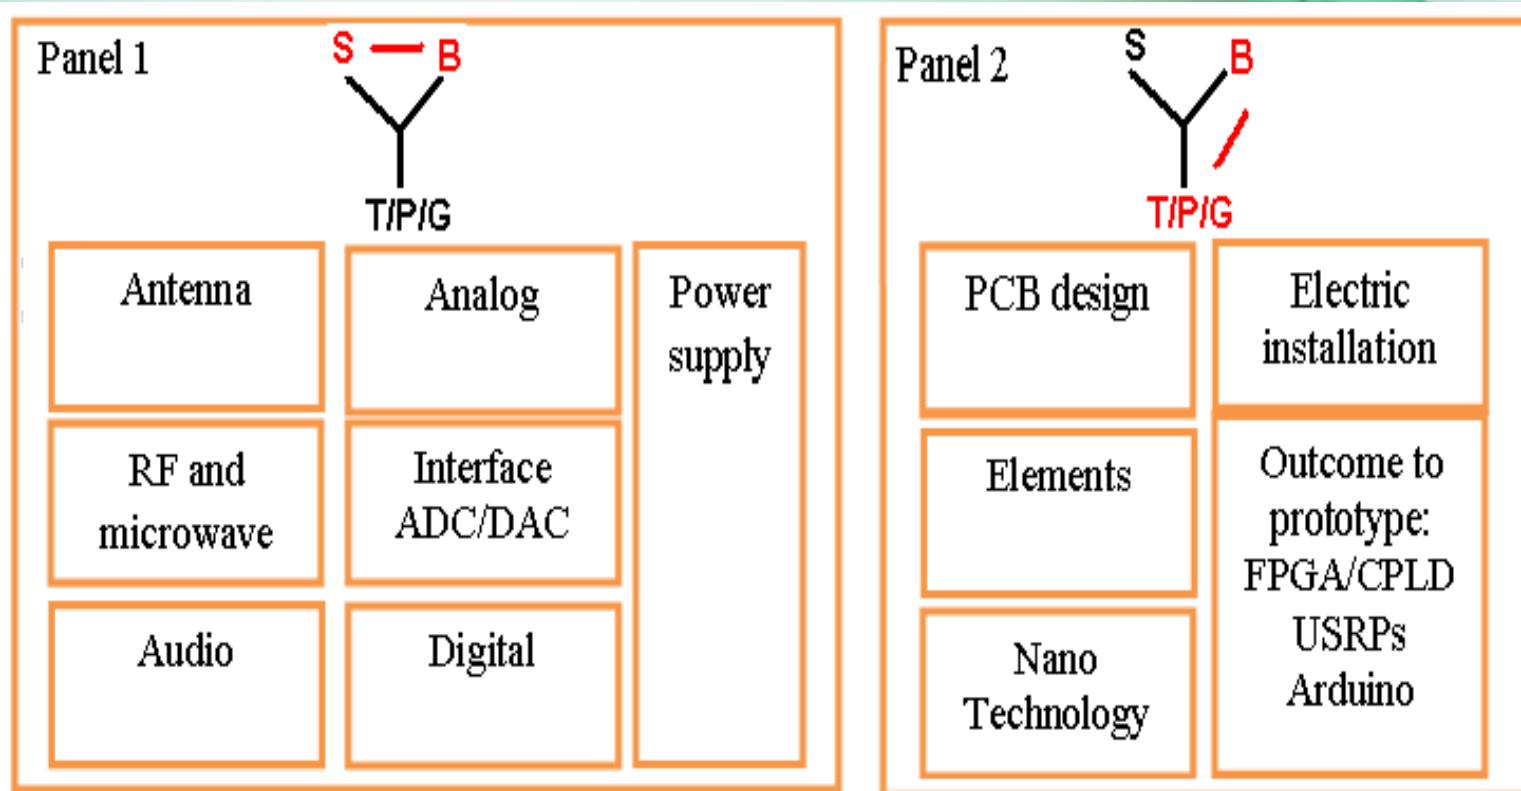 Panel 1
S B
T/P/G
Antenna
Analog
Power
supply
RF and
microwave
Interface
ADC/DAC
Audio
Digital
Panel 2
S B
T/P/G
PCB design
Electric
installation
Elements
Outcome to
prototype:
FPGA/CPLD
USRPs
Arduino
Nano
Technology